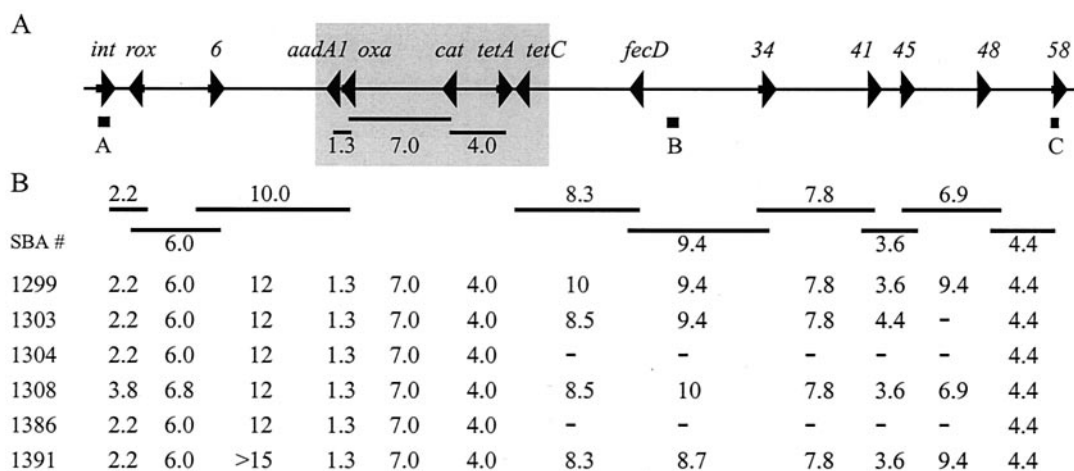 A
int rox 6 aadA1 oxa cat tetA tetC fecD 34 41 45 48 58
A 1.3 7.0 4.0 B C
B
2.2 10.0 8.3 7.8 6.9
SBA # 6.0 9.4 3.6 4.4
1299 2.2 6.0 12 1.3 7.0 4.0 10 9.4 7.8 3.6 9.4 4.4
1303 2.2 6.0 12 1.3 7.0 4.0 8.5 9.4 7.8 4.4 - 4.4
1304 2.2 6.0 12 1.3 7.0 4.0 - - - - - 4.4
1308 3.8 6.8 12 1.3 7.0 4.0 8.5 10 7.8 3.6 6.9 4.4
1386 2.2 6.0 12 1.3 7.0 4.0 - - - - - 4.4
1391 2.2 6.0 >15 1.3 7.0 4.0 8.3 8.7 7.8 3.6 9.4 4.4